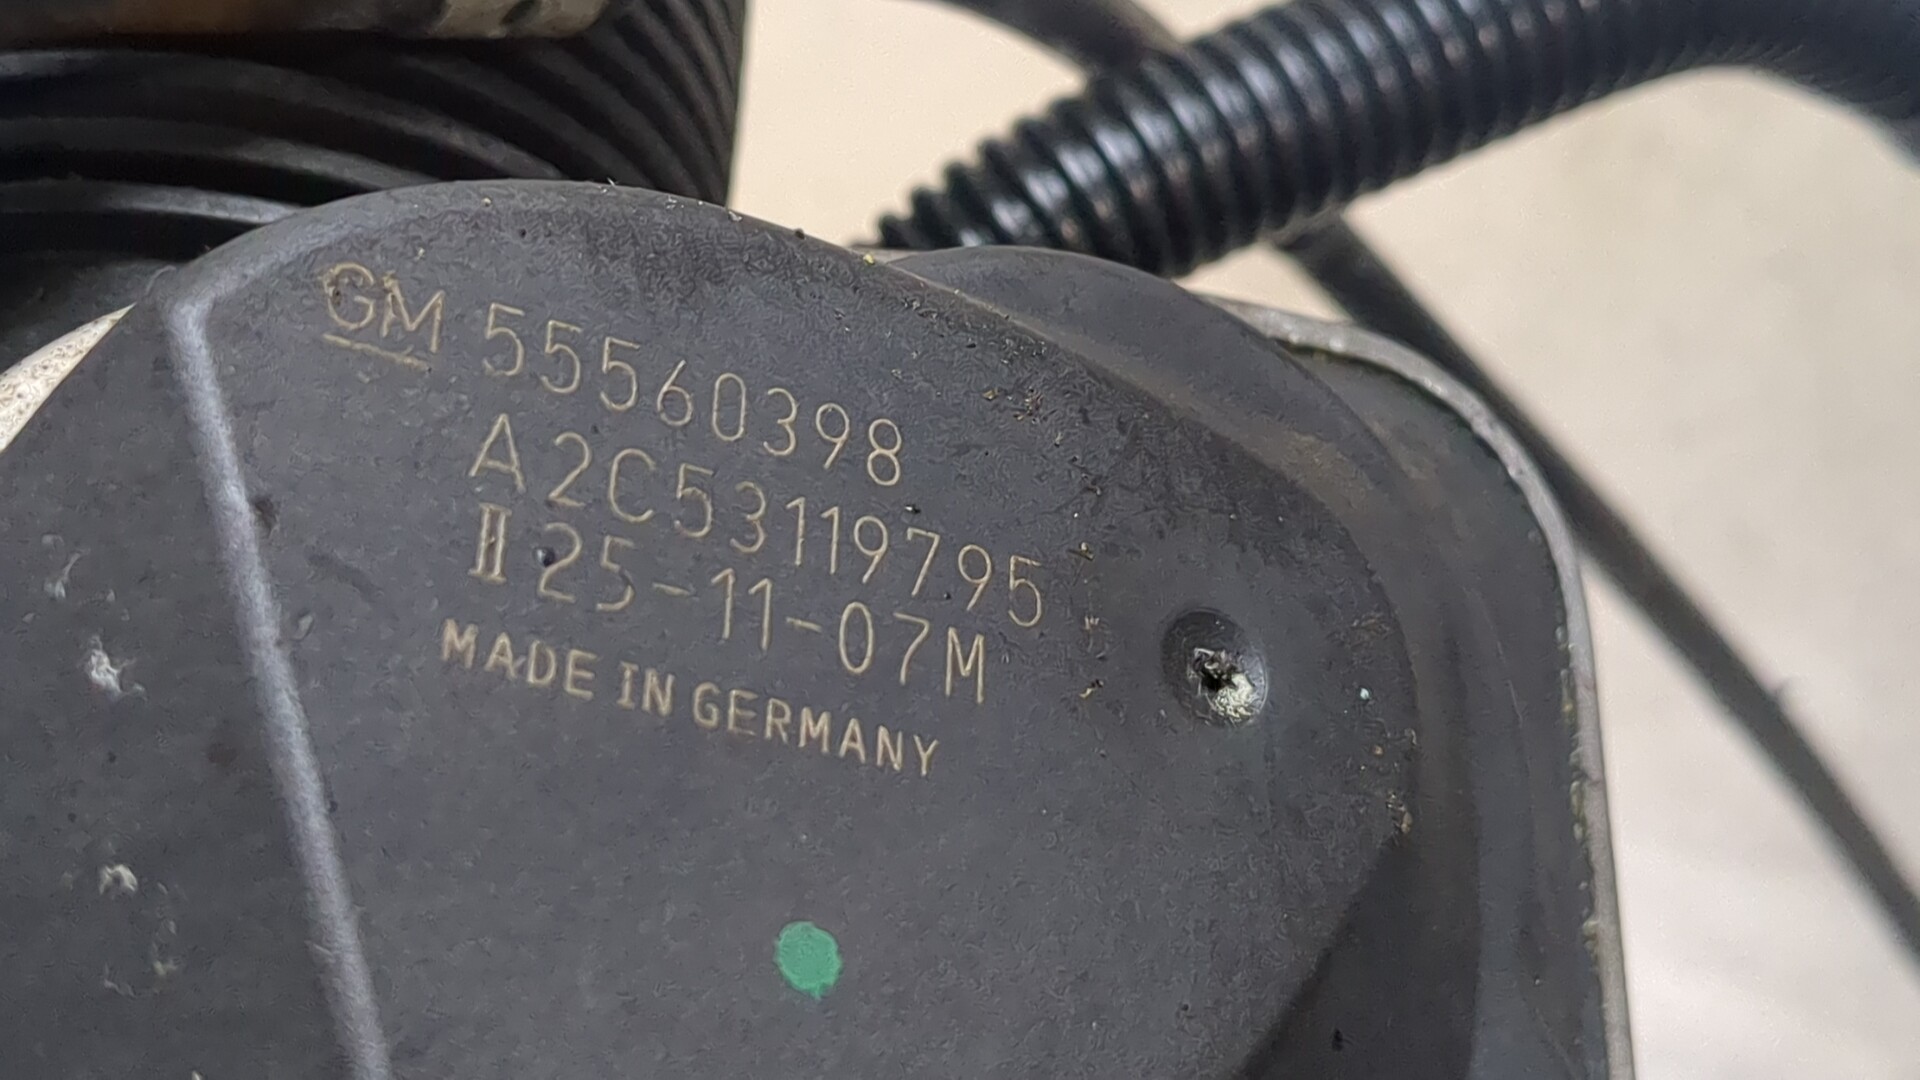 GM 55560398
A2C53119795
II 25-11-07M
MADE IN GERMANY